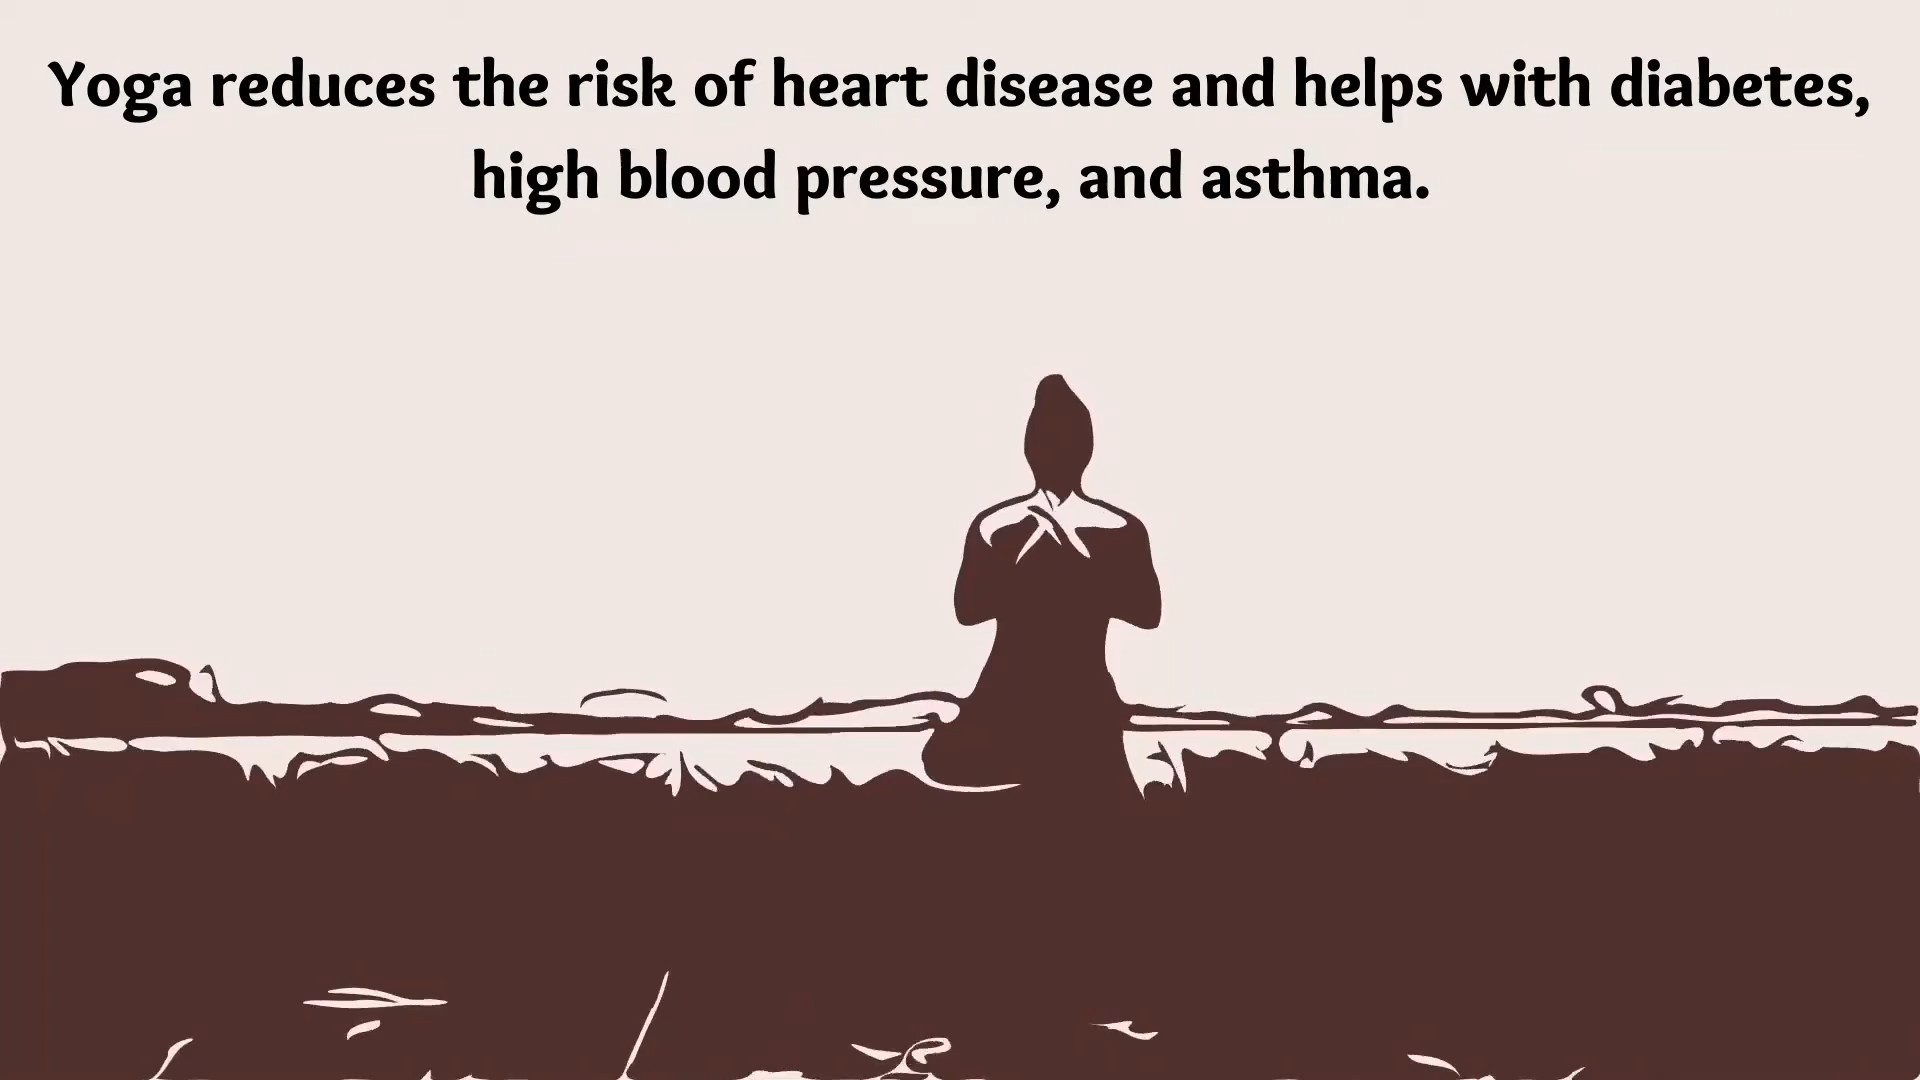 Yoga reduces the risk of heart disease and helps with diabetes,
high blood pressure, and asthma.